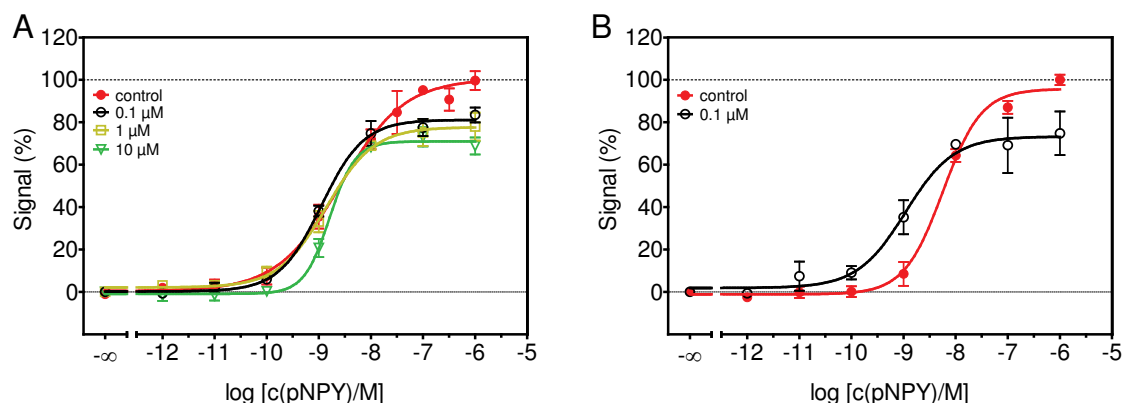 A
Signal (%)
120
100
80
60
40
20
0
control
0.1 μM
1 μM
10 μM
-∞ -12 -11 -10 -9 -8 -7 -6 -5
log [c(pNPY)/M]
B
Signal (%)
120
100
80
60
40
20
0
control
0.1 μM
-∞ -12 -11 -10 -9 -8 -7 -6 -5
log [c(pNPY)/M]